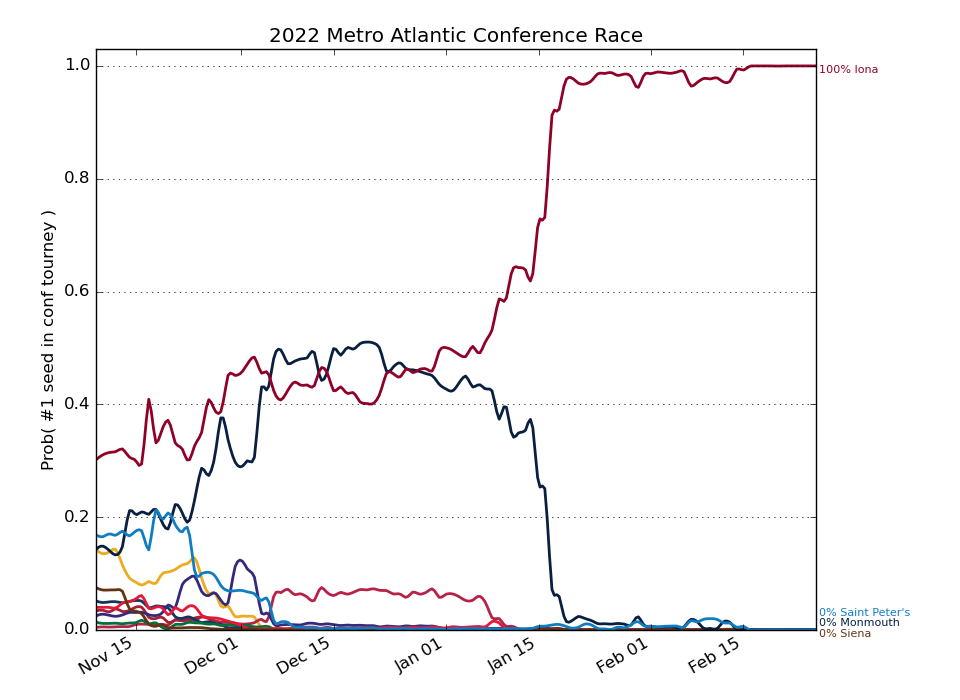 2022 Metro Atlantic Conference Race
Prob( #1 seed in conf tourney )
1.0
0.8
0.6
0.4
0.2
0.0
Nov 15
Dec 01
Dec 15
Jan 01
Jan 15
Feb 01
Feb 15
100% Iona
0% Saint Peter's
0% Monmouth
0% Siena